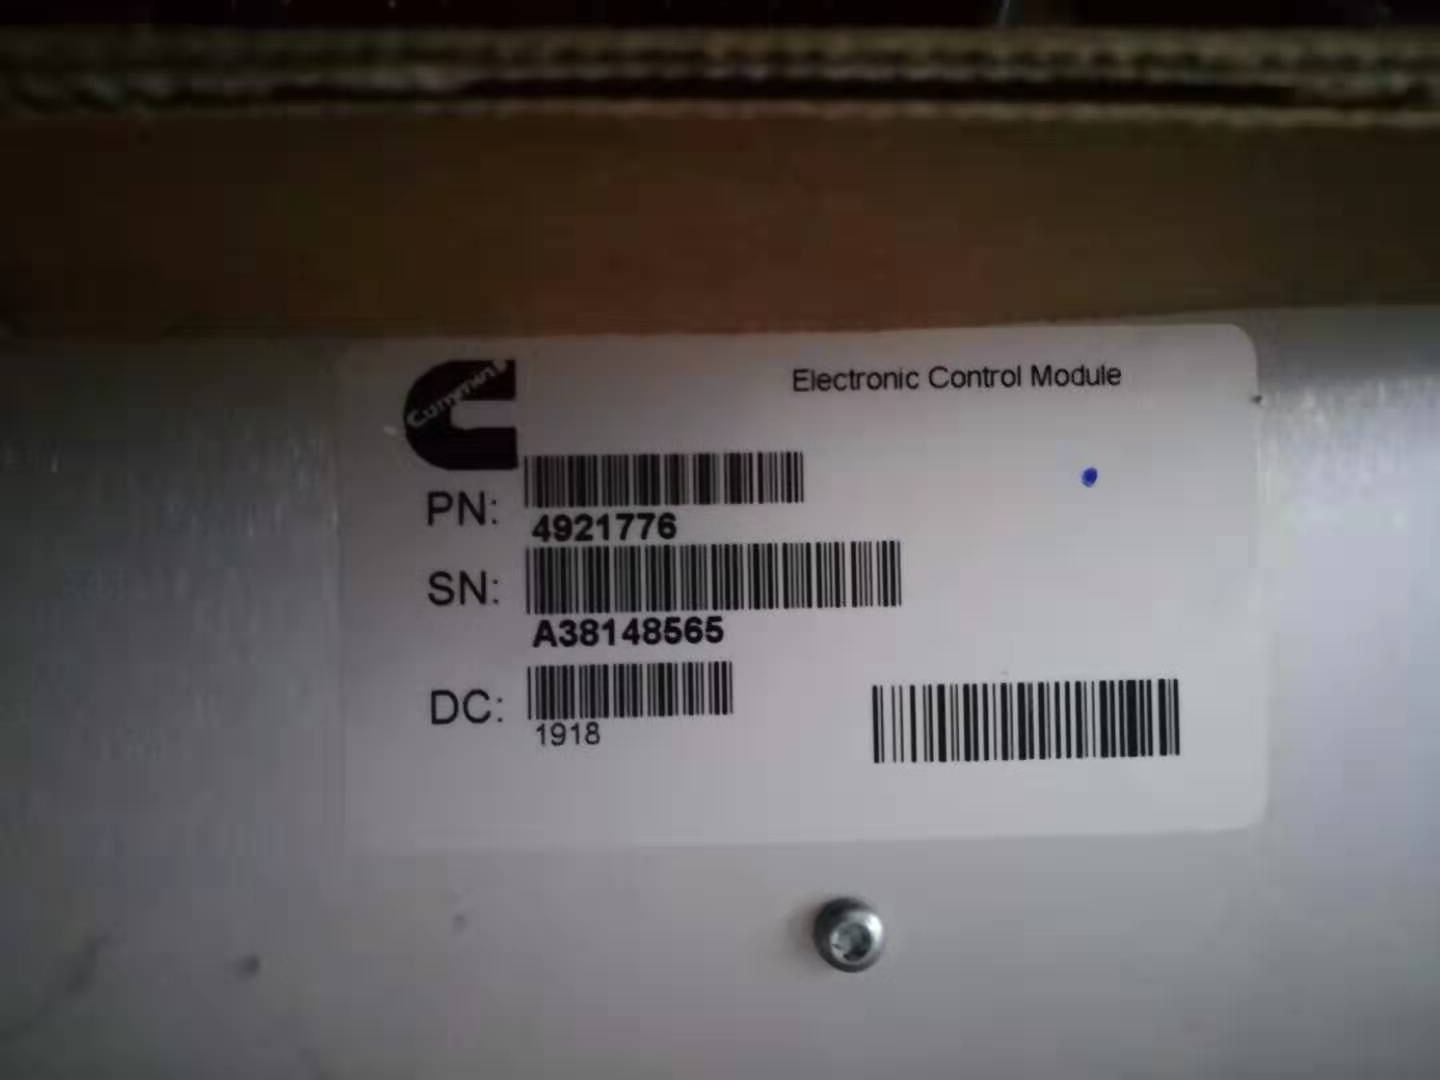 Cummins
Electronic Control Module
PN:
4921776
SN:
A38148565
DC:
1918